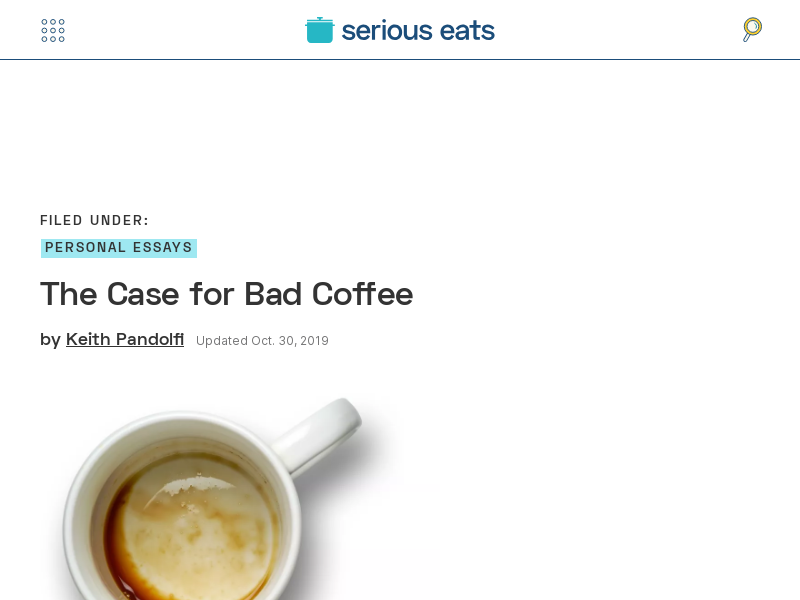 serious eats
FILED UNDER:
PERSONAL ESSAYS
The Case for Bad Coffee
by Keith Pandolfi Updated Oct. 30, 2019